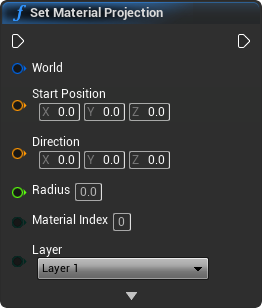 f Set Material Projection
World
Start Position
X 0.0 Y 0.0 Z 0.0
Direction
X 0.0 Y 0.0 Z 0.0
Radius 0.0
Material Index 0
Layer
Layer 1